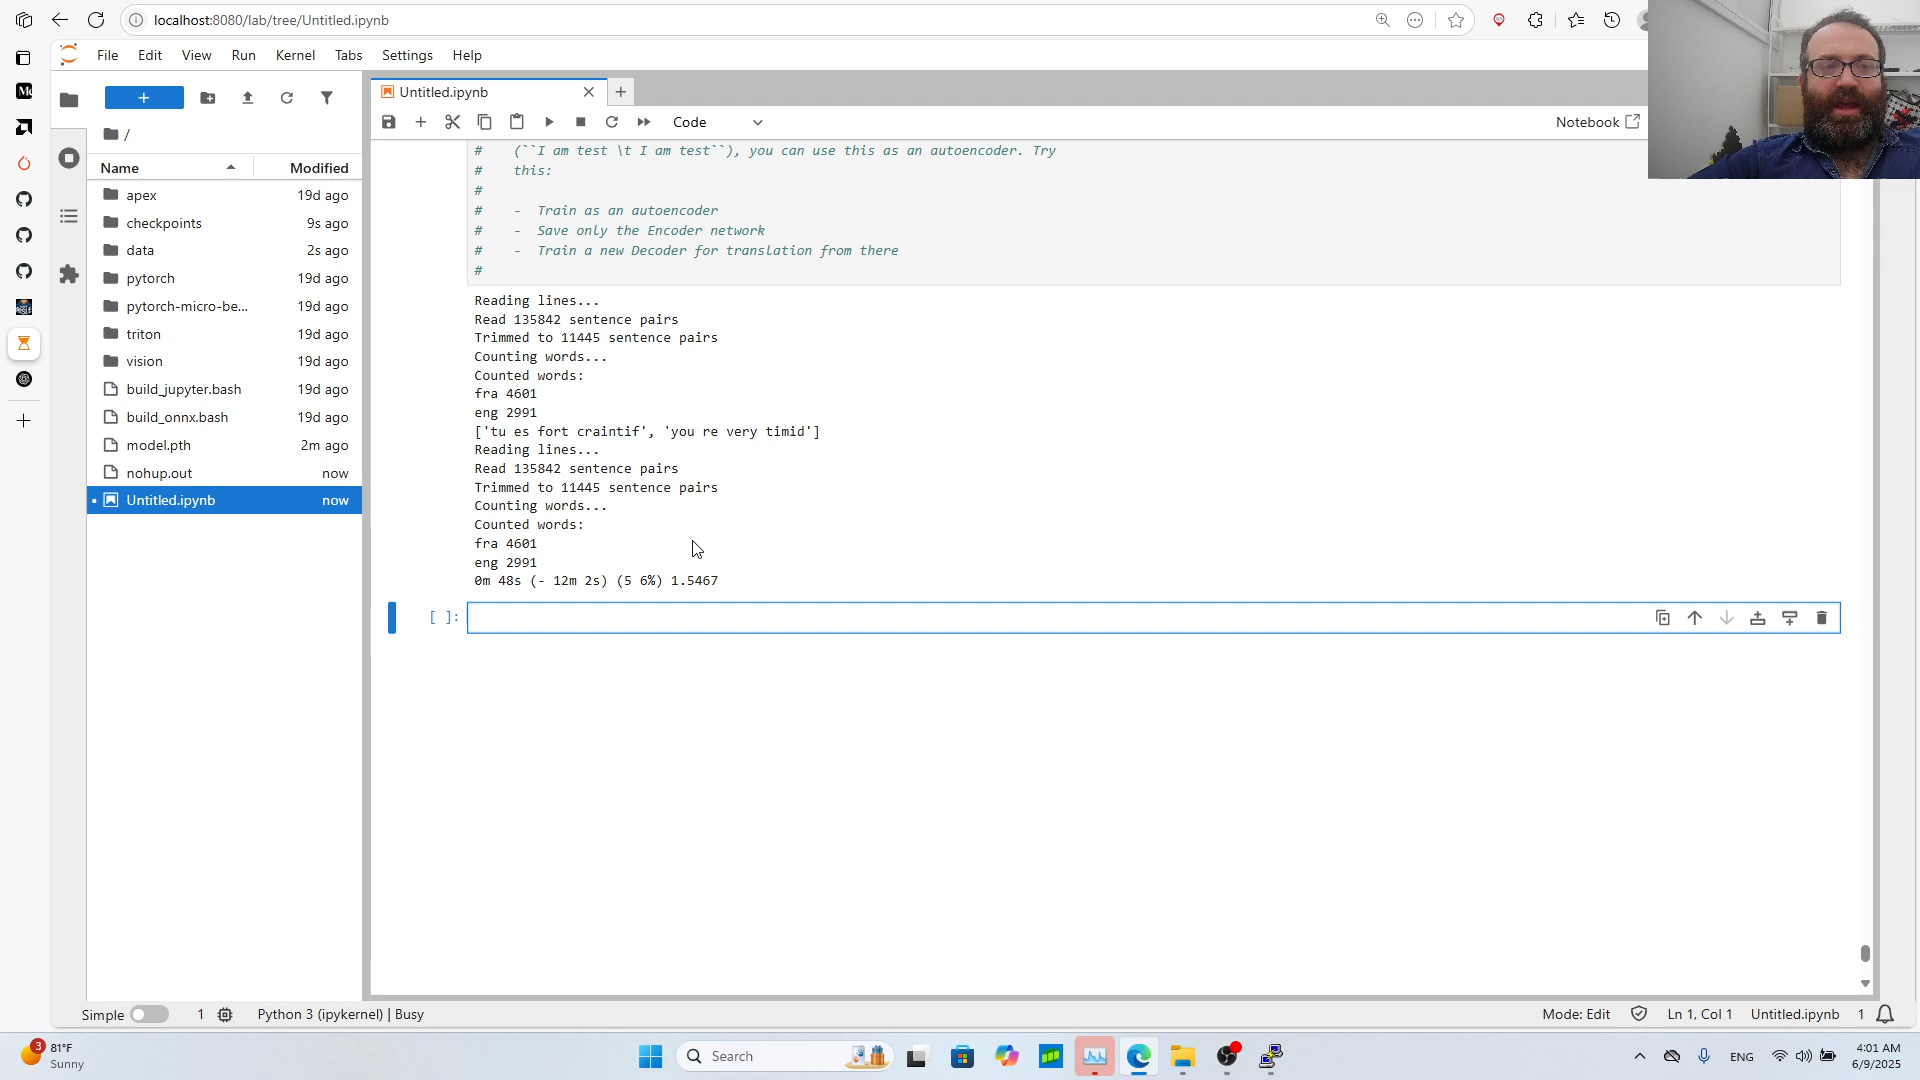 localhost:8080/lab/tree/Untitled.ipynb
File Edit View Run Kernel Tabs Settings Help
Untitled.ipynb
Code
Notebook
/
Name Modified
apex 19d ago
checkpoints 9s ago
data 2s ago
pytorch 19d ago
pytorch-micro-be... 19d ago
triton 19d ago
vision 19d ago
build_jupyter.bash 19d ago
build_onnx.bash 19d ago
model.pth 2m ago
nohup.out now
Untitled.ipynb now
# (``I am test \t I am test``), you can use this as an autoencoder. Try
# this:
#
# - Train as an autoencoder
# - Save only the Encoder network
# - Train a new Decoder for translation from there
#
Reading lines...
Read 135842 sentence pairs
Trimmed to 11445 sentence pairs
Counting words...
Counted words:
fra 4601
eng 2991
['tu es fort craintif', 'you re very timid']
Reading lines...
Read 135842 sentence pairs
Trimmed to 11445 sentence pairs
Counting words...
Counted words:
fra 4601
eng 2991
0m 48s (- 12m 2s) (5 6%) 1.5467
[ ]:
Simple 1 Python 3 (ipykernel) | Busy
Mode: Edit Ln 1, Col 1 Untitled.ipynb 1
3 81°F
Sunny
Search
ENG
4:01 AM
6/9/2025